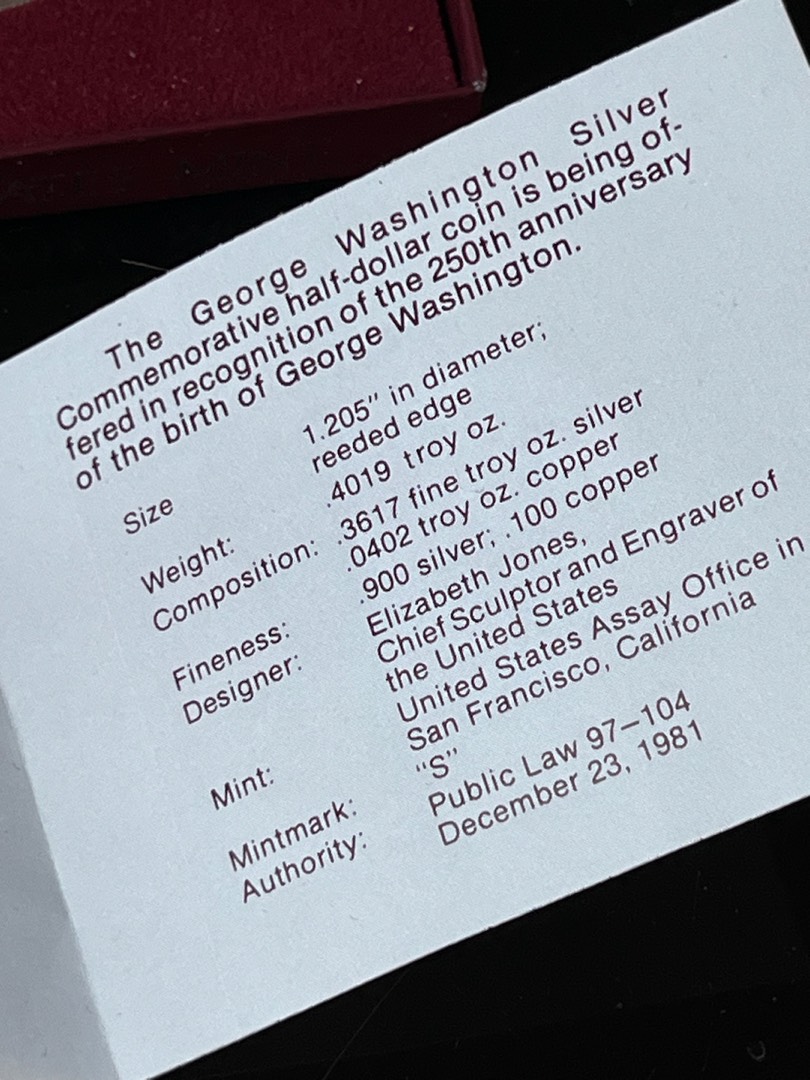 The George Washington Silver
Commemorative half-dollar coin is being of-
fered in recognition of the 250th anniversary
of the birth of George Washington.
Size 1.205" in diameter;
reeded edge
Weight: .4019 troy oz.
Composition: .3617 fine troy oz. silver
.0402 troy oz. copper
Fineness: .900 silver; .100 copper
Designer: Elizabeth Jones,
Chief Sculptor and Engraver of
the United States
Mint: United States Assay Office in
San Francisco, California
Mintmark: "S"
Authority: Public Law 97–104
December 23, 1981